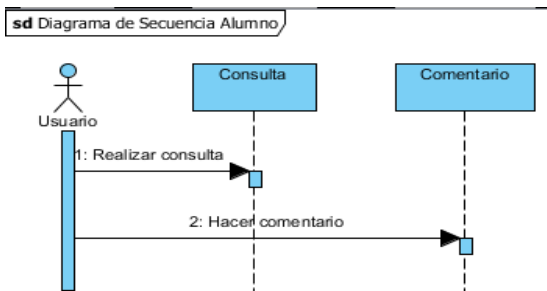 sd Diagrama de Secuencia Alumno
Consulta
Comentario
Usuario
1: Realizar consulta
2: Hacer comentario